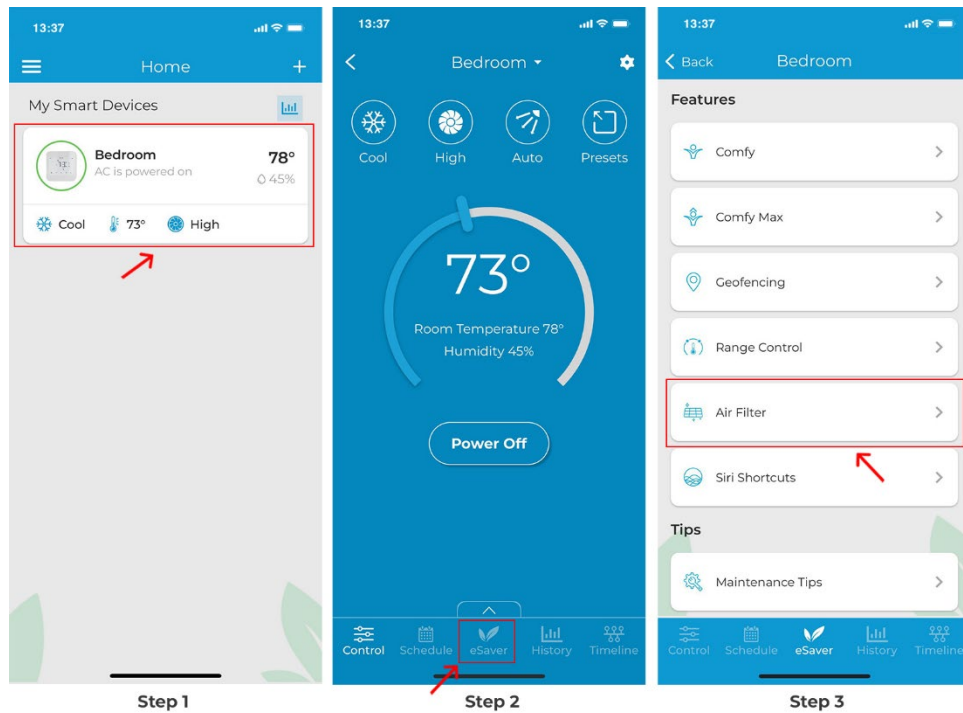 13:37
Home
+
My Smart Devices
Bedroom
78°
AC is powered on
45%
Cool
73°
High
Step 1
13:37
Bedroom
Cool
High
Auto
Presets
73°
Room Temperature 78°
Humidity 45%
Power Off
Control
Schedule
eSaver
History
Timeline
Step 2
13:37
Back
Bedroom
Features
Comfy
Comfy Max
Geofencing
Range Control
Air Filter
Siri Shortcuts
Tips
Maintenance Tips
Control
Schedule
eSaver
History
Timeline
Step 3